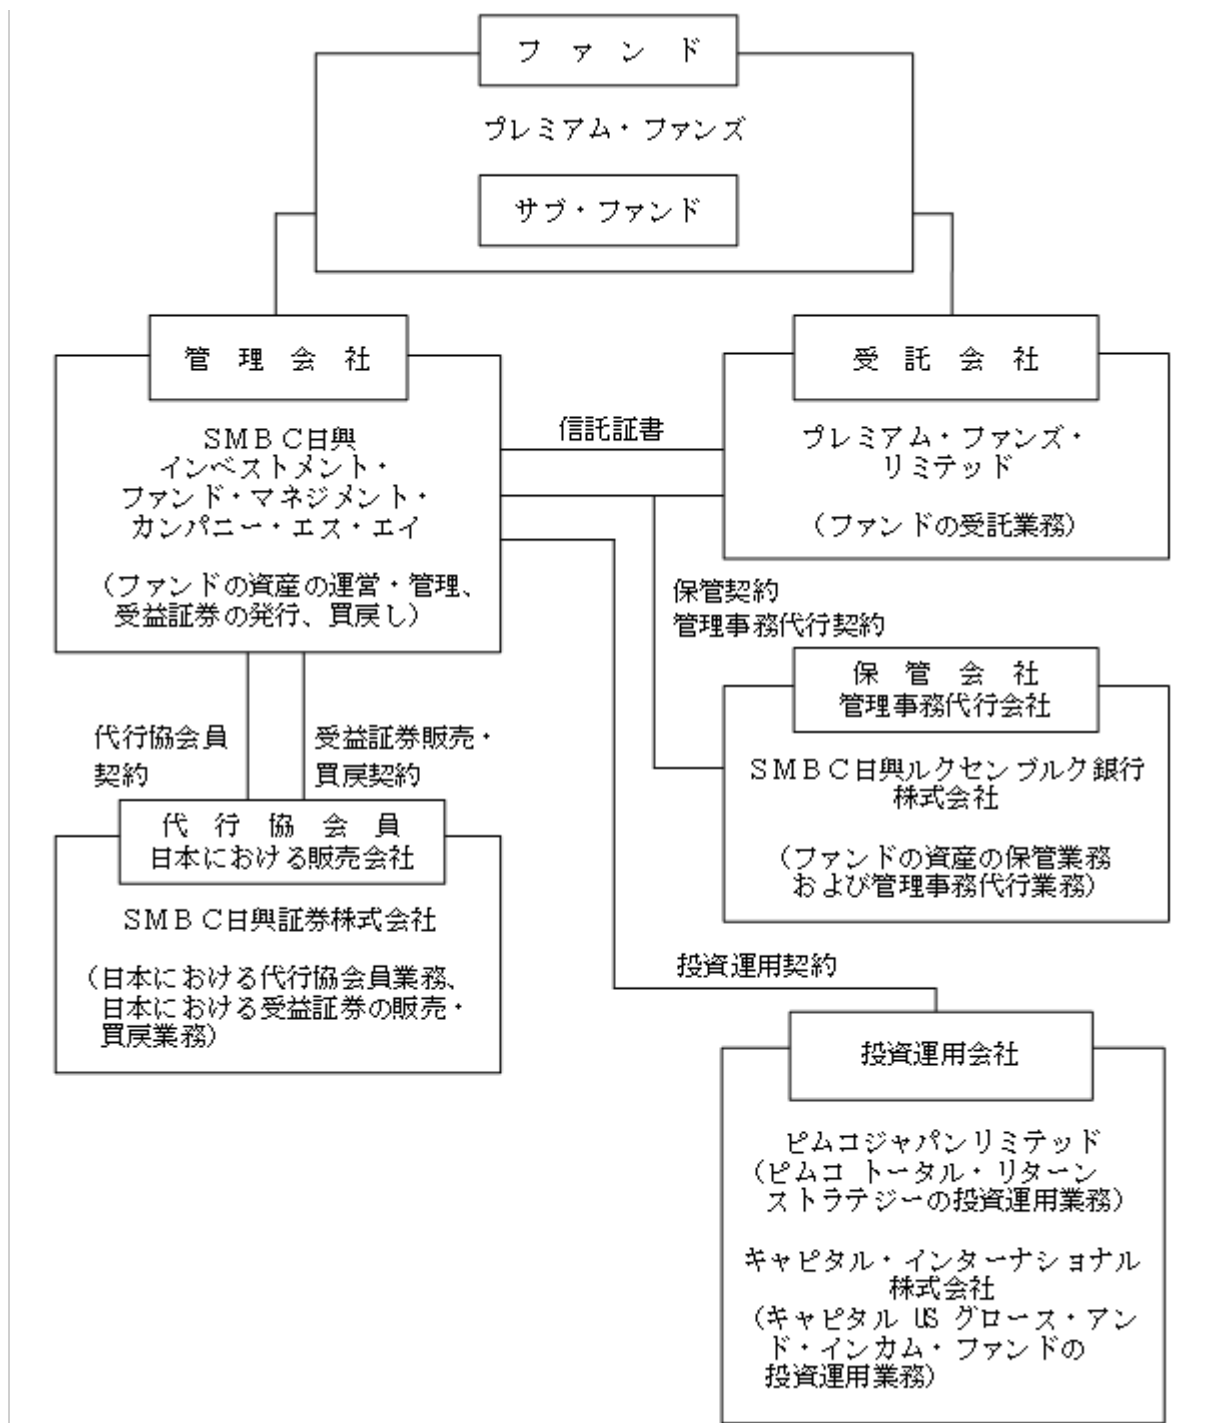 ファンド
プレミアム・ファンズ
サブ・ファンド
管理会社
SMBC日興
インベストメント・
ファンド・マネジメント・
カンパニー・エス・エイ
（ファンドの資産の運営・管理、
受益証券の発行、買戻し）
信託証書
受託会社
プレミアム・ファンズ・
リミテッド
（ファンドの受託業務）
保管契約
管理事務代行契約
保管会社
管理事務代行会社
SMBC日興ルクセンブルク銀行
株式会社
（ファンドの資産の保管業務
および管理事務代行業務）
代行協会員
契約
受益証券販売・
買戻契約
代行協会員
日本における販売会社
SMBC日興証券株式会社
（日本における代行協会員業務、
日本における受益証券の販売・
買戻業務）
投資運用契約
投資運用会社
ピムコジャパンリミテッド
（ピムコ トータル・リターン
ストラテジーの投資運用業務）
キャピタル・インターナショナル
株式会社
（キャピタル US グロース・アン
ド・インカム・ファンドの
投資運用業務）